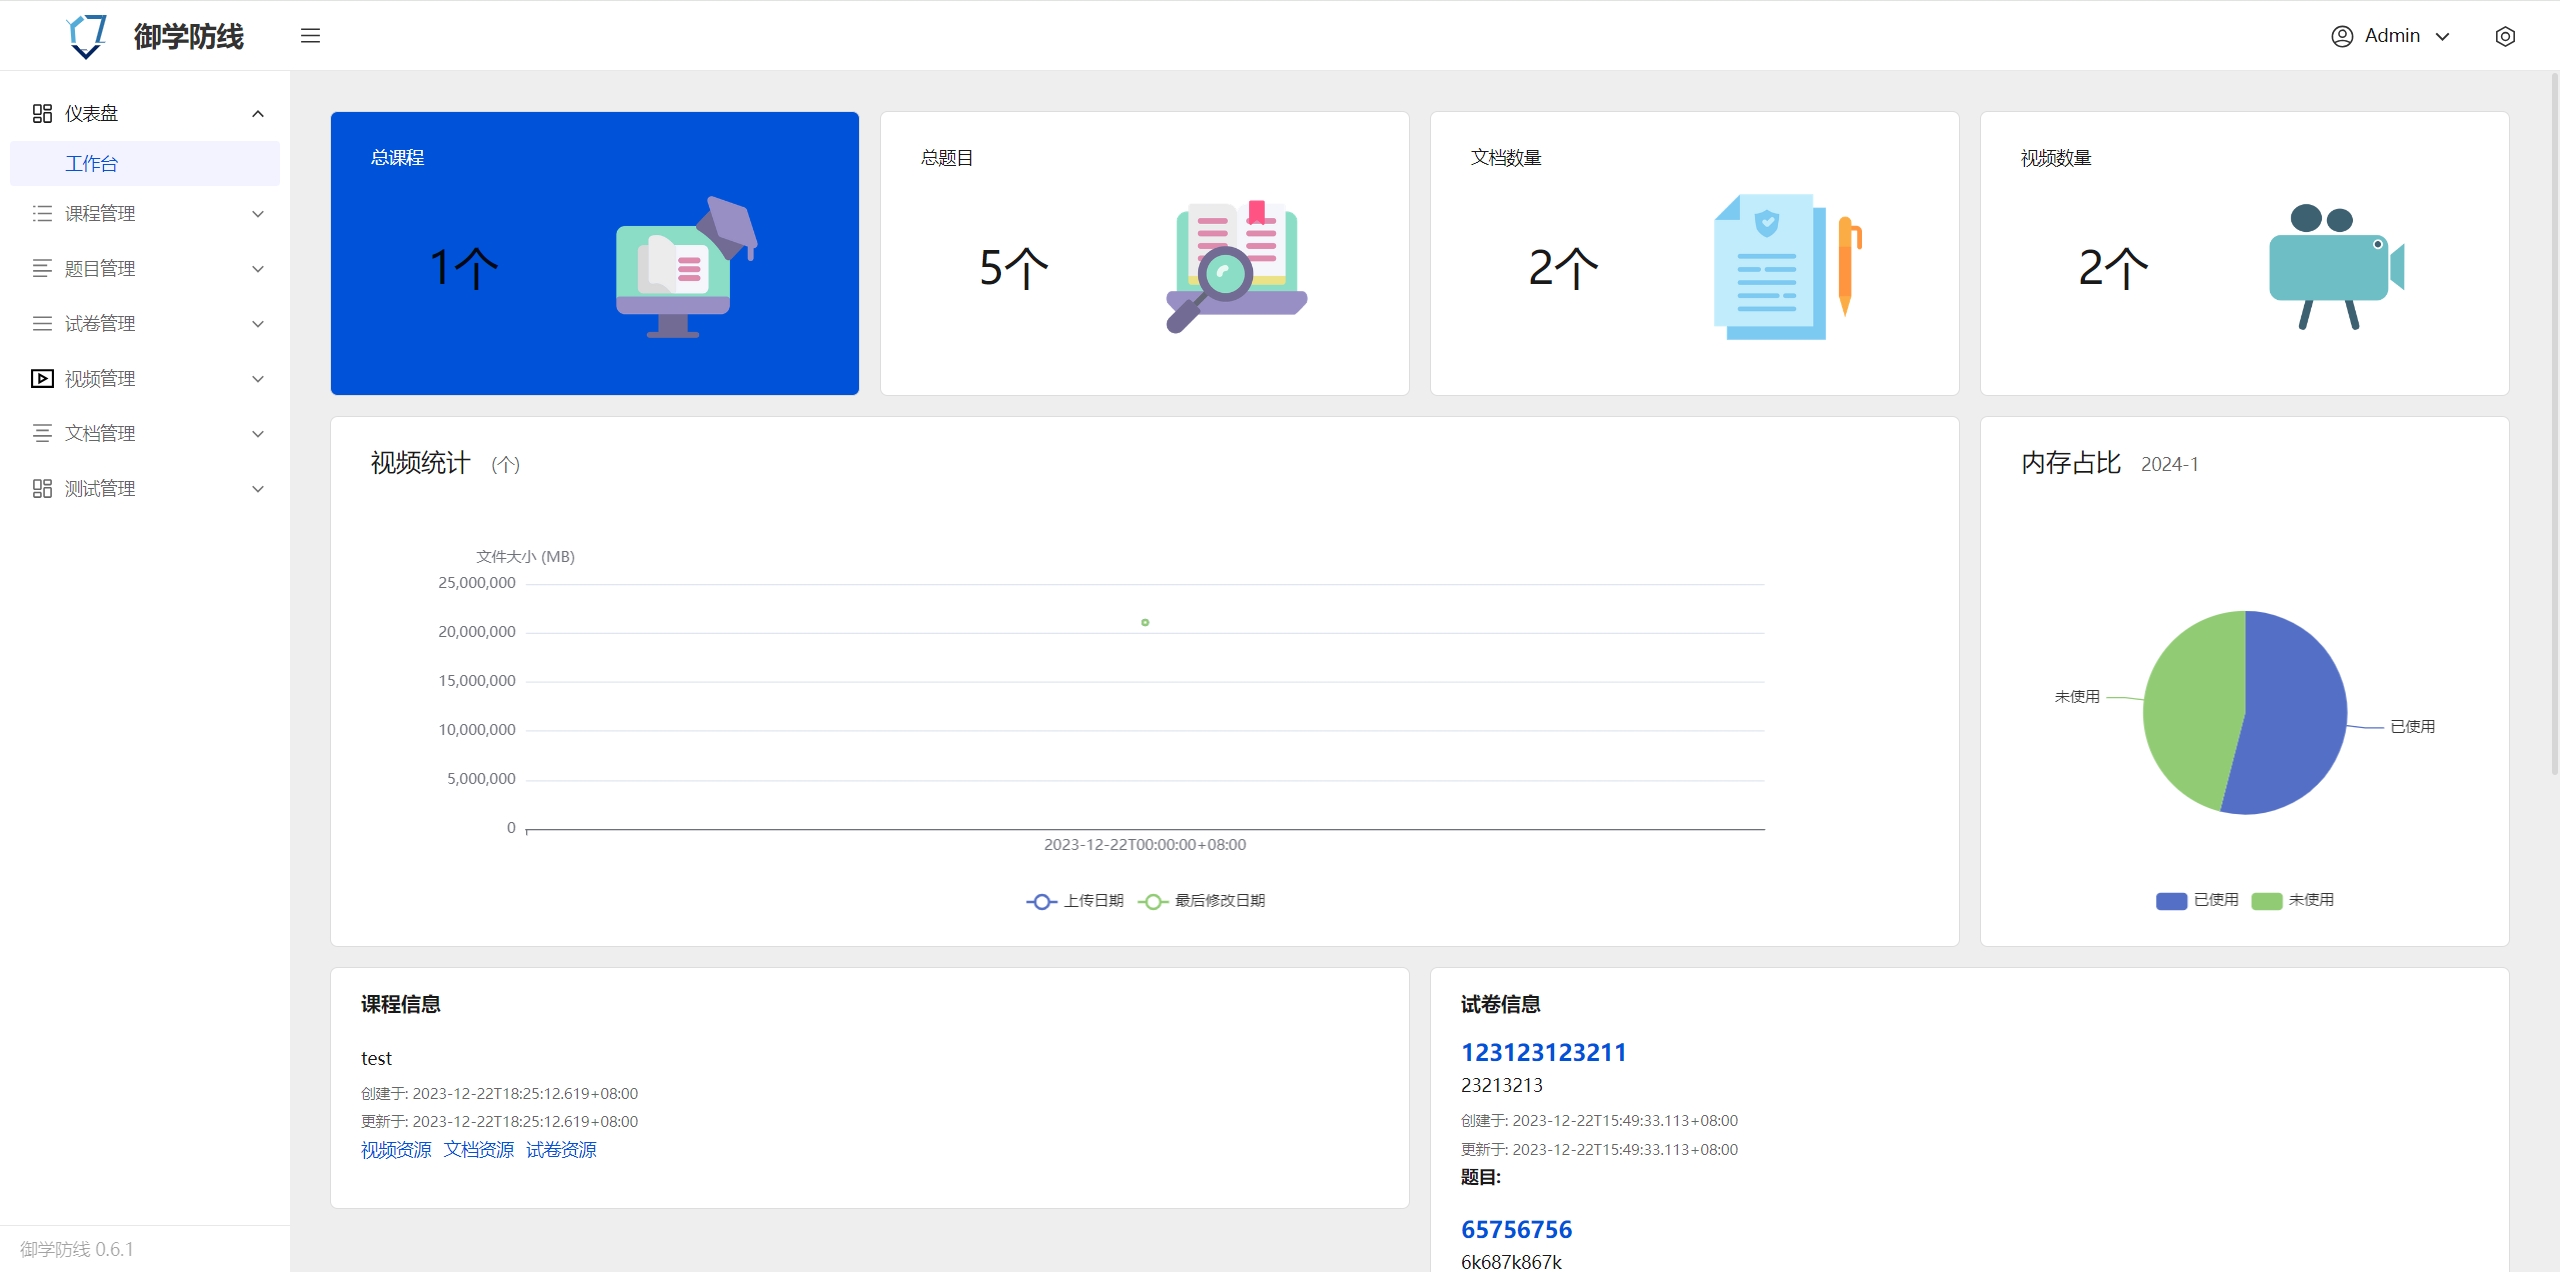 御学防线
Admin
仪表盘
工作台
课程管理
题目管理
试卷管理
视频管理
文档管理
测试管理
御学防线 0.6.1
总课程
1个
总题目
5个
文档数量
2个
视频数量
2个
视频统计 (个)
文件大小 (MB)
25,000,000
20,000,000
15,000,000
10,000,000
5,000,000
0
2023-12-22T00:00:00+08:00
上传日期 最后修改日期
内存占比 2024-1
未使用
已使用
已使用 未使用
课程信息
test
创建于: 2023-12-22T18:25:12.619+08:00
更新于: 2023-12-22T18:25:12.619+08:00
视频资源 文档资源 试卷资源
试卷信息
123123123211
23213213
创建于: 2023-12-22T15:49:33.113+08:00
更新于: 2023-12-22T15:49:33.113+08:00
题目:
65756756
6k687k867k